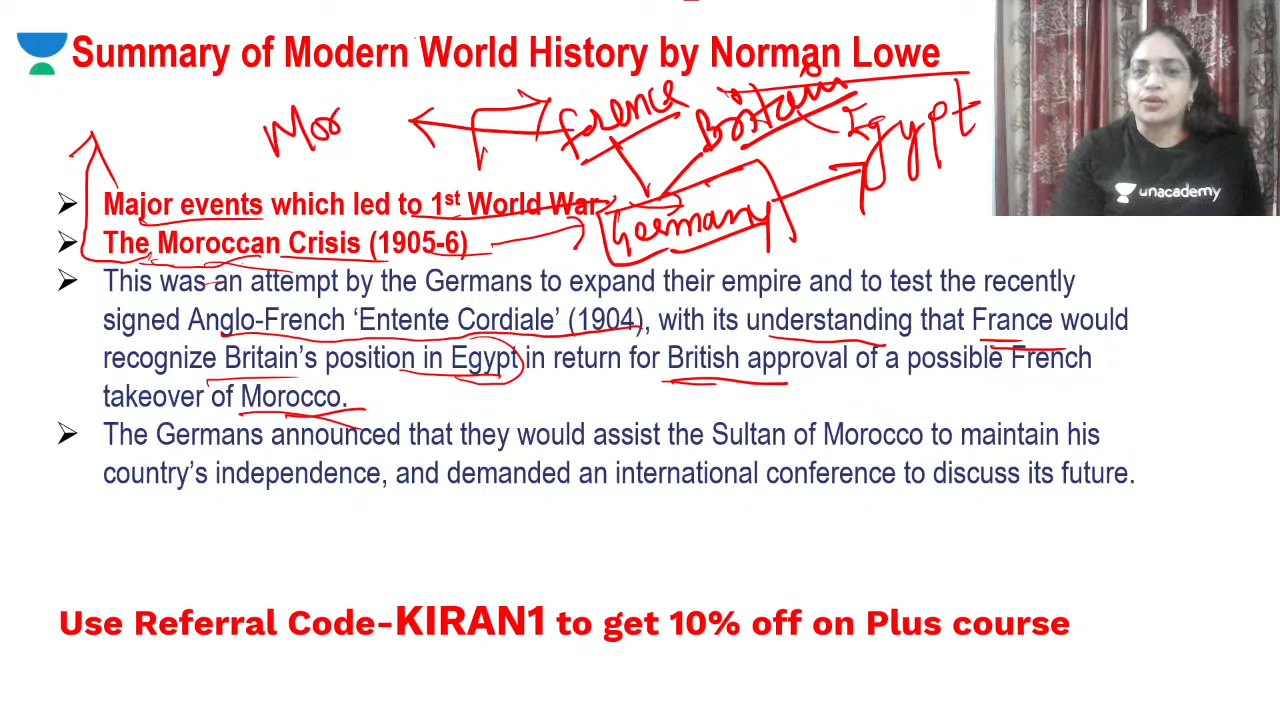 Summary of Modern World History by Norman Lowe
Mor
France
Britain
Egypt
unacademy
Major events which led to 1st World War
Germany
The Moroccan Crisis (1905-6)
This was an attempt by the Germans to expand their empire and to test the recently
signed Anglo-French ‘Entente Cordiale’ (1904), with its understanding that France would
recognize Britain’s position in Egypt in return for British approval of a possible French
takeover of Morocco.
The Germans announced that they would assist the Sultan of Morocco to maintain his
country’s independence, and demanded an international conference to discuss its future.
Use Referral Code-KIRAN1 to get 10% off on Plus course